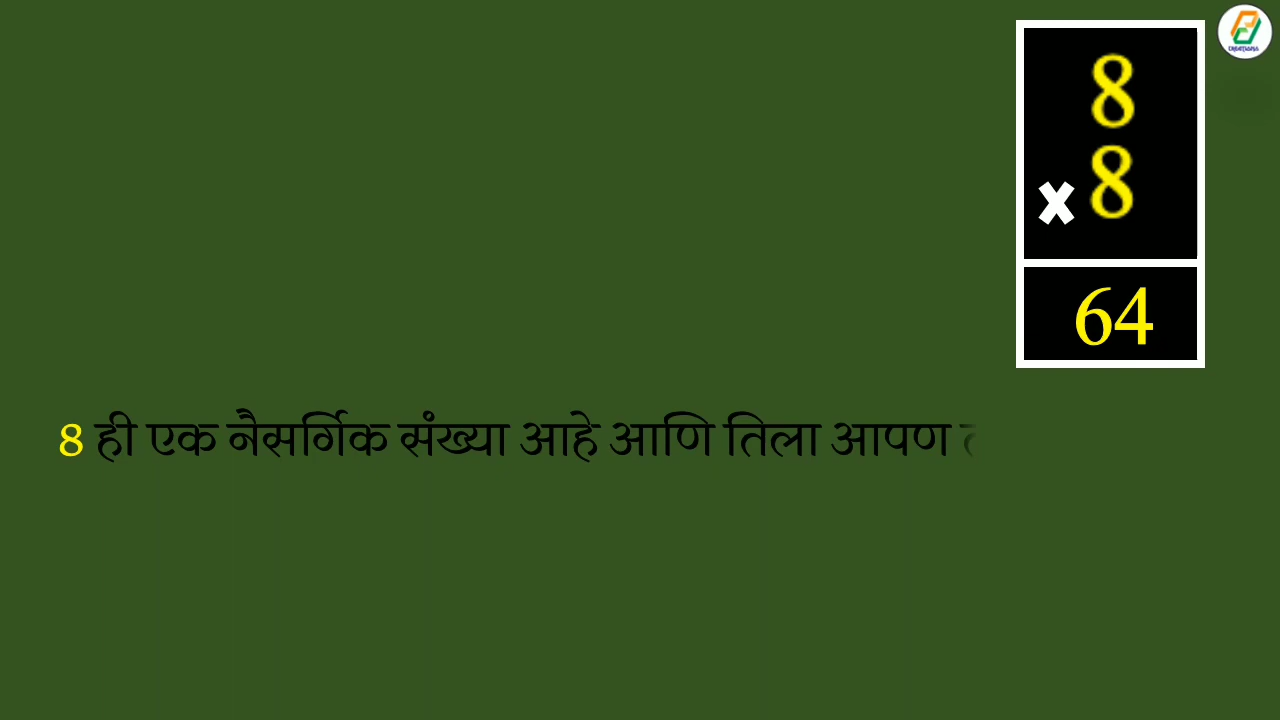 8
x 8
64
8 ही एक नैसर्गिक संख्या आहे आणि तिला आपण